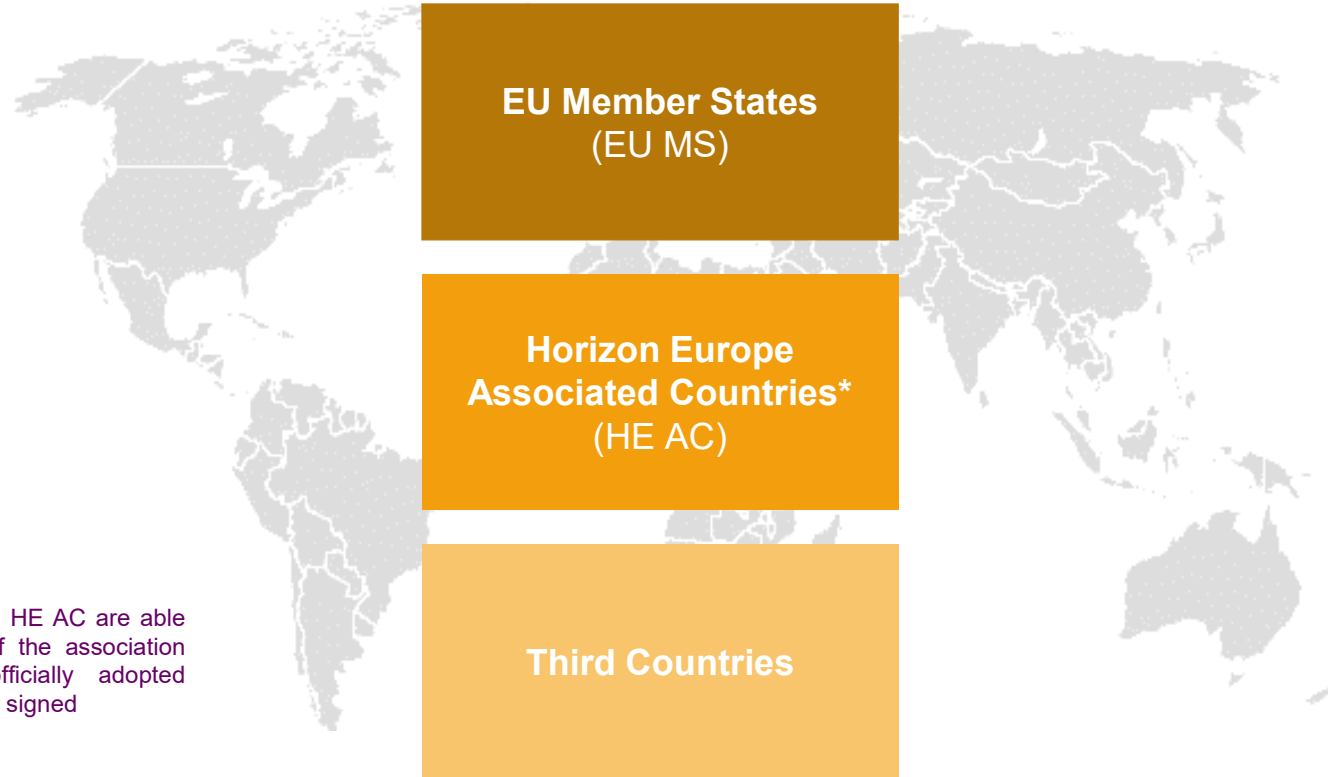 EU Member States
(EU MS)
Horizon Europe
Associated Countries*
(HE AC)
Third Countries
HE AC are able
the association
adopted
signed